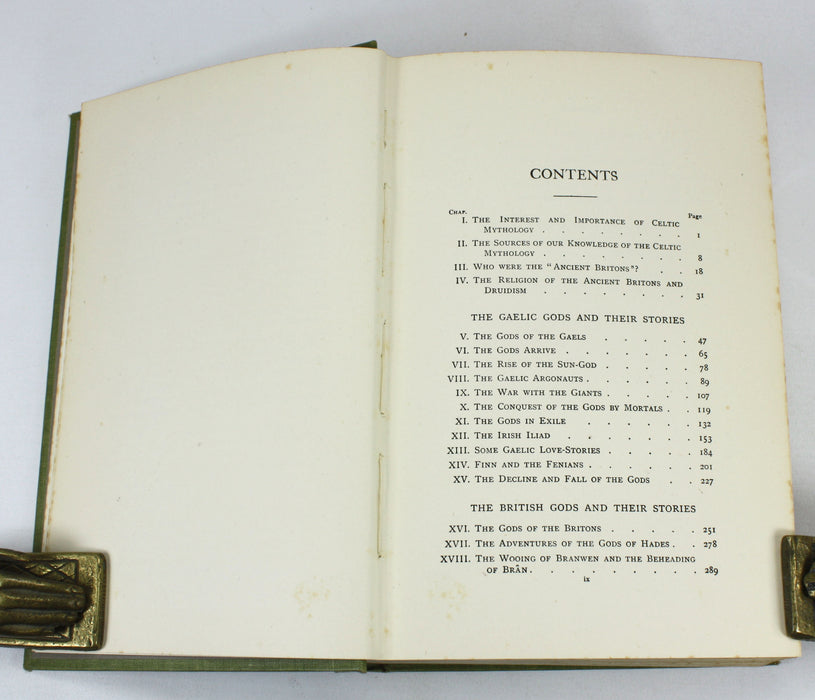 CONTENTS
Chap. Page
I. The Interest and Importance of Celtic
Mythology . . . . . . . . 1
II. The Sources of our Knowledge of the Celtic
Mythology . . . . . . . . 8
III. Who were the "Ancient Britons"? . . 18
IV. The Religion of the Ancient Britons and
Druidism . . . . . . . 31
THE GAELIC GODS AND THEIR STORIES
V. The Gods of the Gaels . . . . . 47
VI. The Gods Arrive . . . . . . . 65
VII. The Rise of the Sun-God . . . . . 78
VIII. The Gaelic Argonauts . . . . . . 89
IX. The War with the Giants . . . . . 107
X. The Conquest of the Gods by Mortals . . 119
XI. The Gods in Exile . . . . . . 132
XII. The Irish Iliad . . . . . . . 153
XIII. Some Gaelic Love-Stories . . . . . 184
XIV. Finn and the Fenians . . . . . . 201
XV. The Decline and Fall of the Gods . . 227
THE BRITISH GODS AND THEIR STORIES
XVI. The Gods of the Britons . . . . . 251
XVII. The Adventures of the Gods of Hades . . 278
XVIII. The Wooing of Branwen and the Beheading
of Brân . . . . . . . . . 289
ix